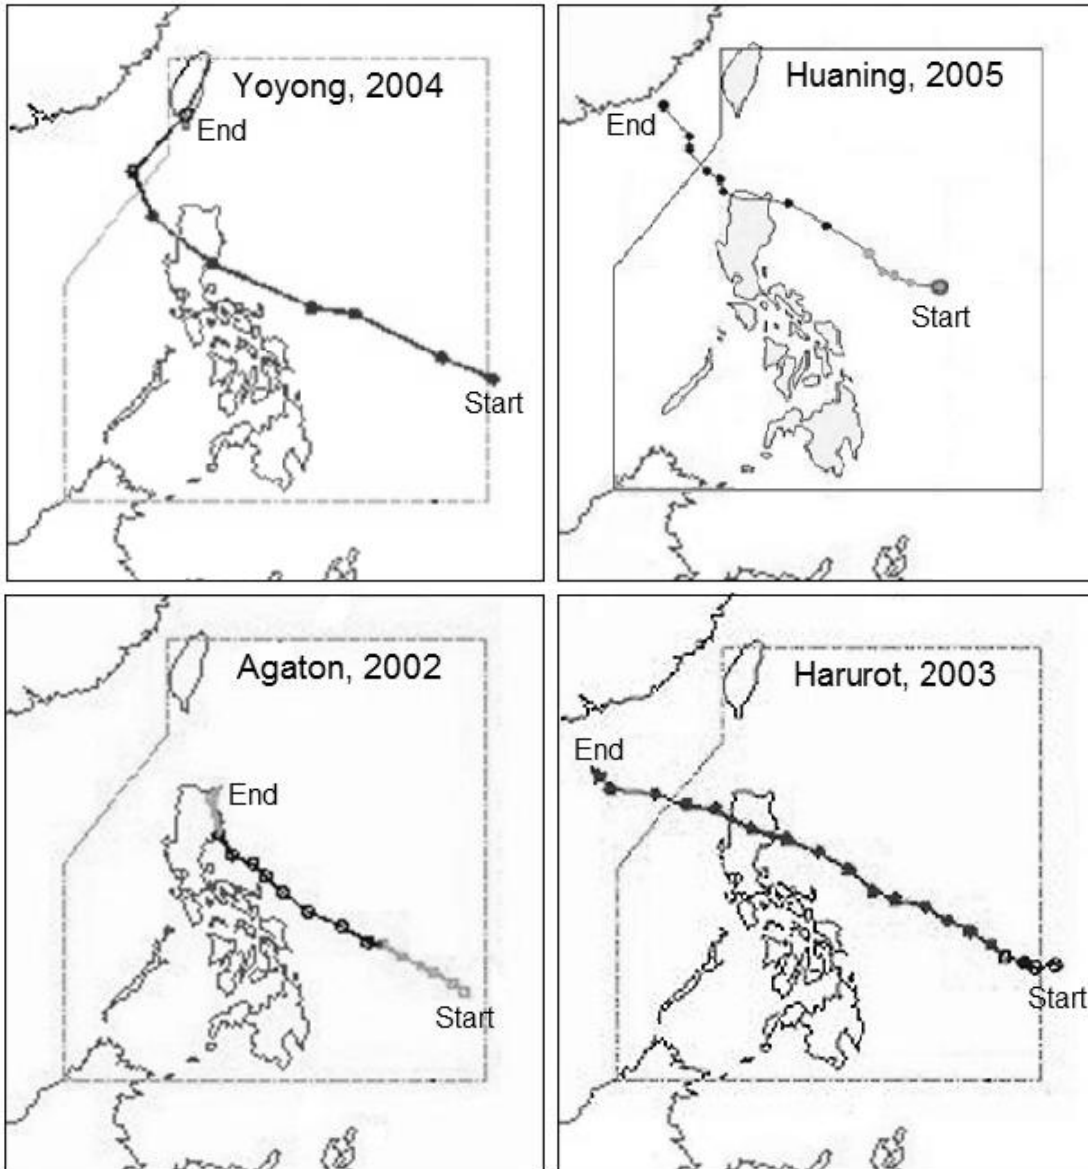 Yoyong, 2004
End
Start
Huaning, 2005
End
Start
Agaton, 2002
End
Start
Harurot, 2003
End
Start